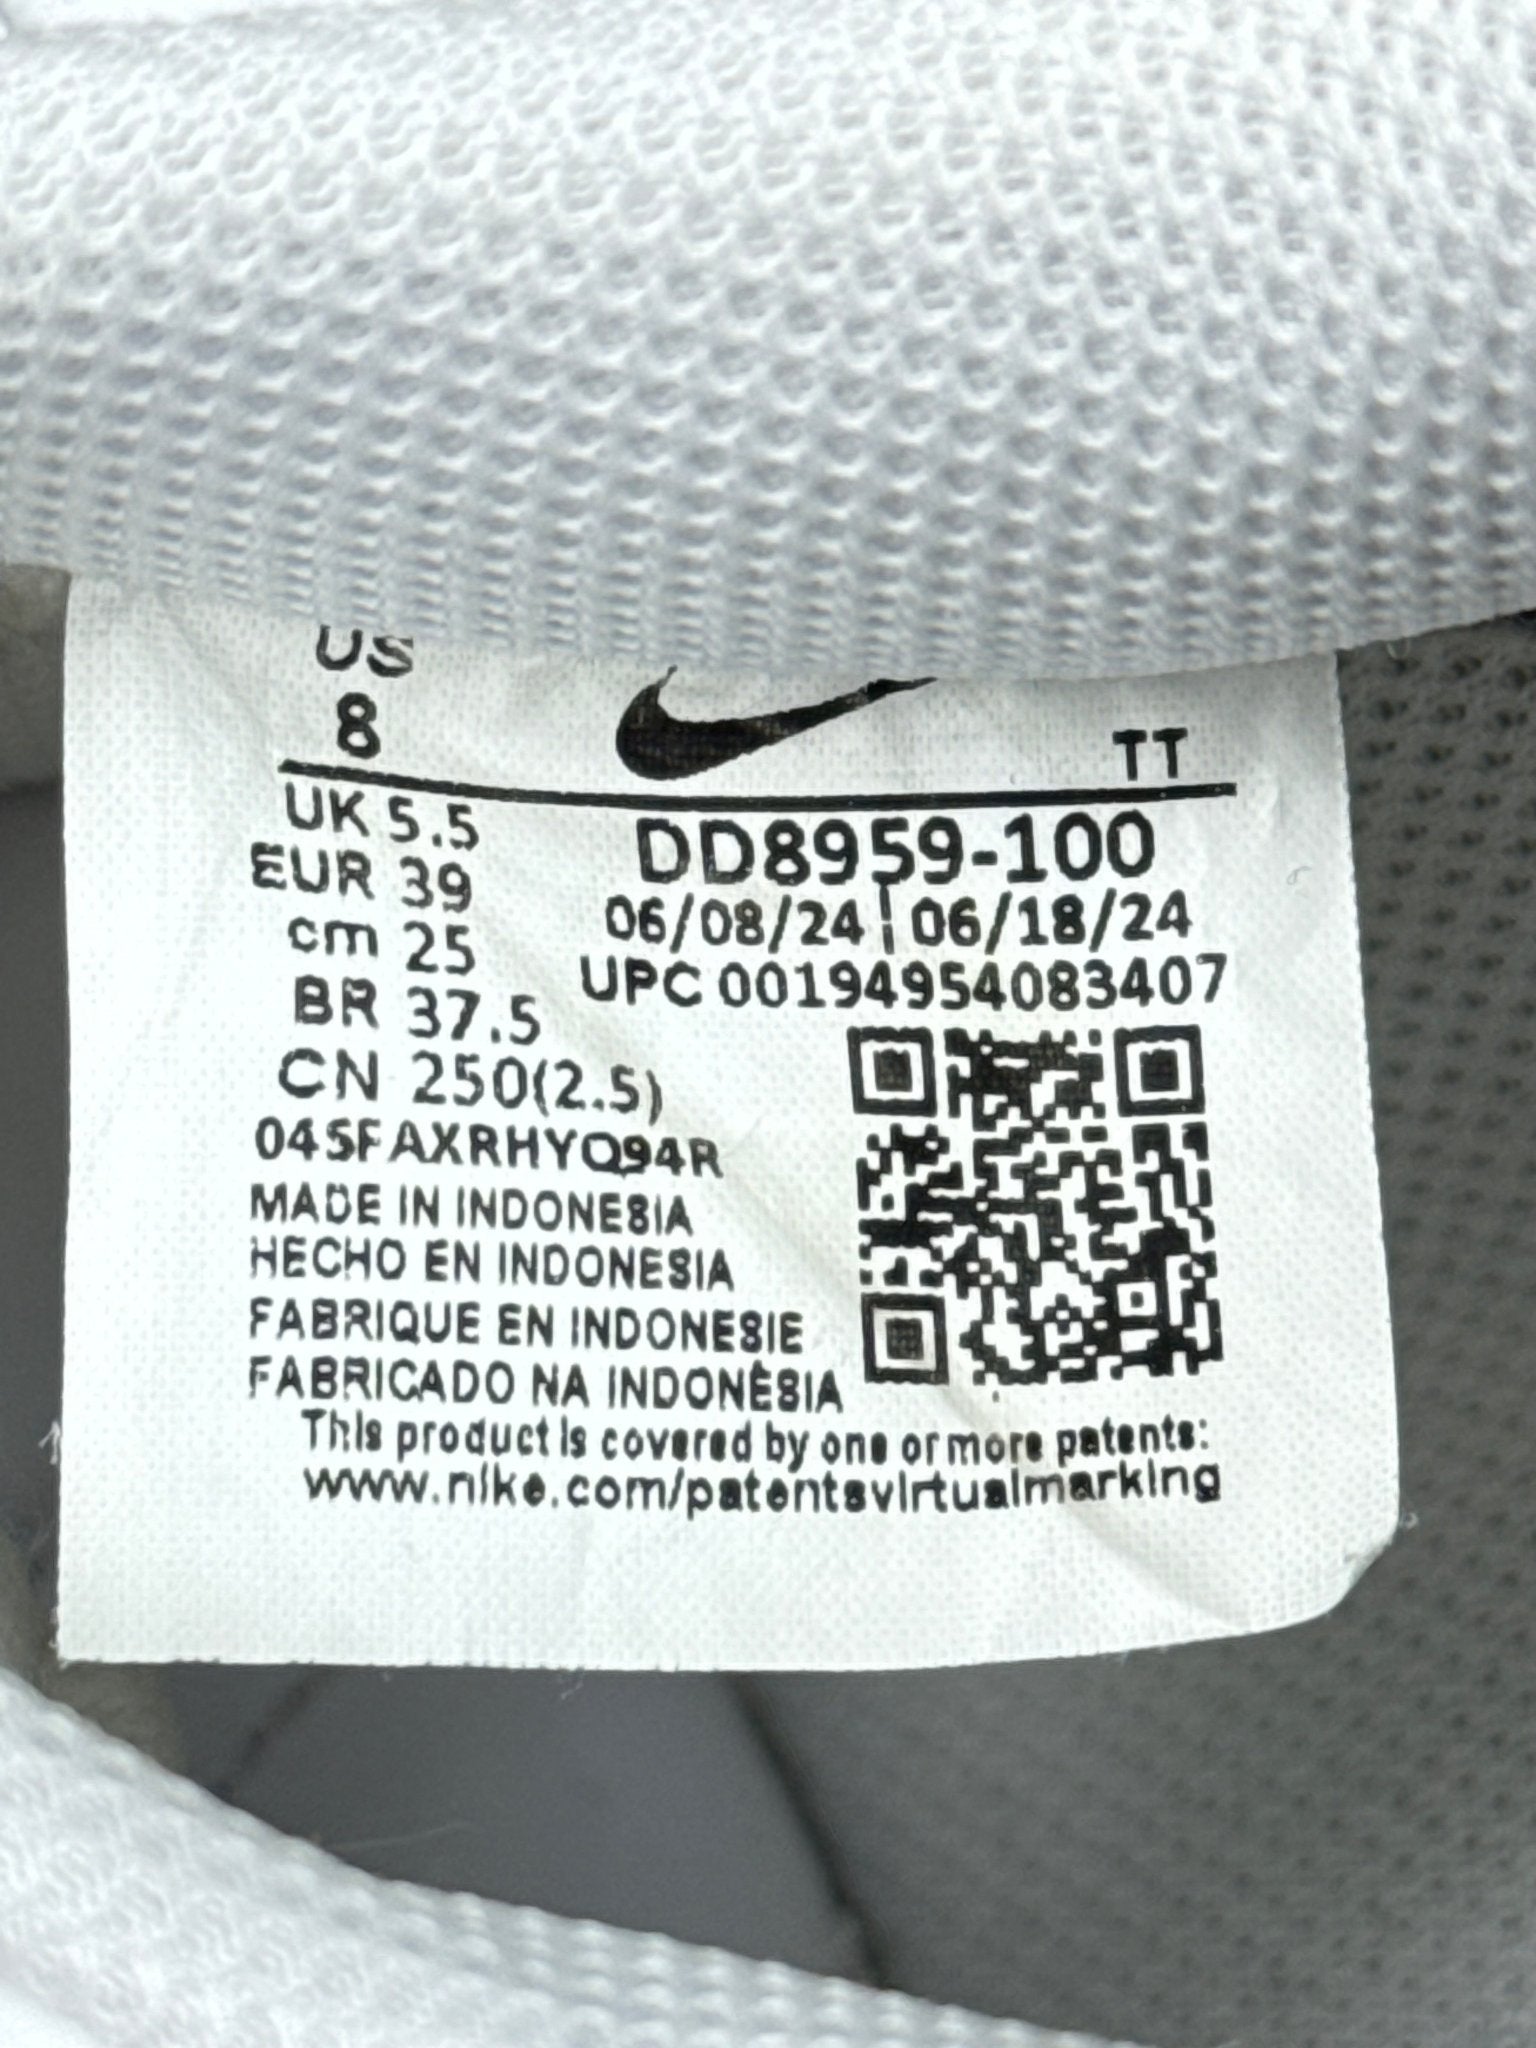 US
8
TT
UK 5.5
EUR 39
cm 25
BR 37.5
CN 250(2.5)
DD8959-100
06/08/24 | 06/18/24
UPC 00194954083407
045FAXRHYQ94R
MADE IN INDONESIA
HECHO EN INDONESIA
FABRIQUE EN INDONESIE
FABRICADO NA INDONÉSIA
This product is covered by one or more patents:
www.nike.com/patentsvirtualmarking